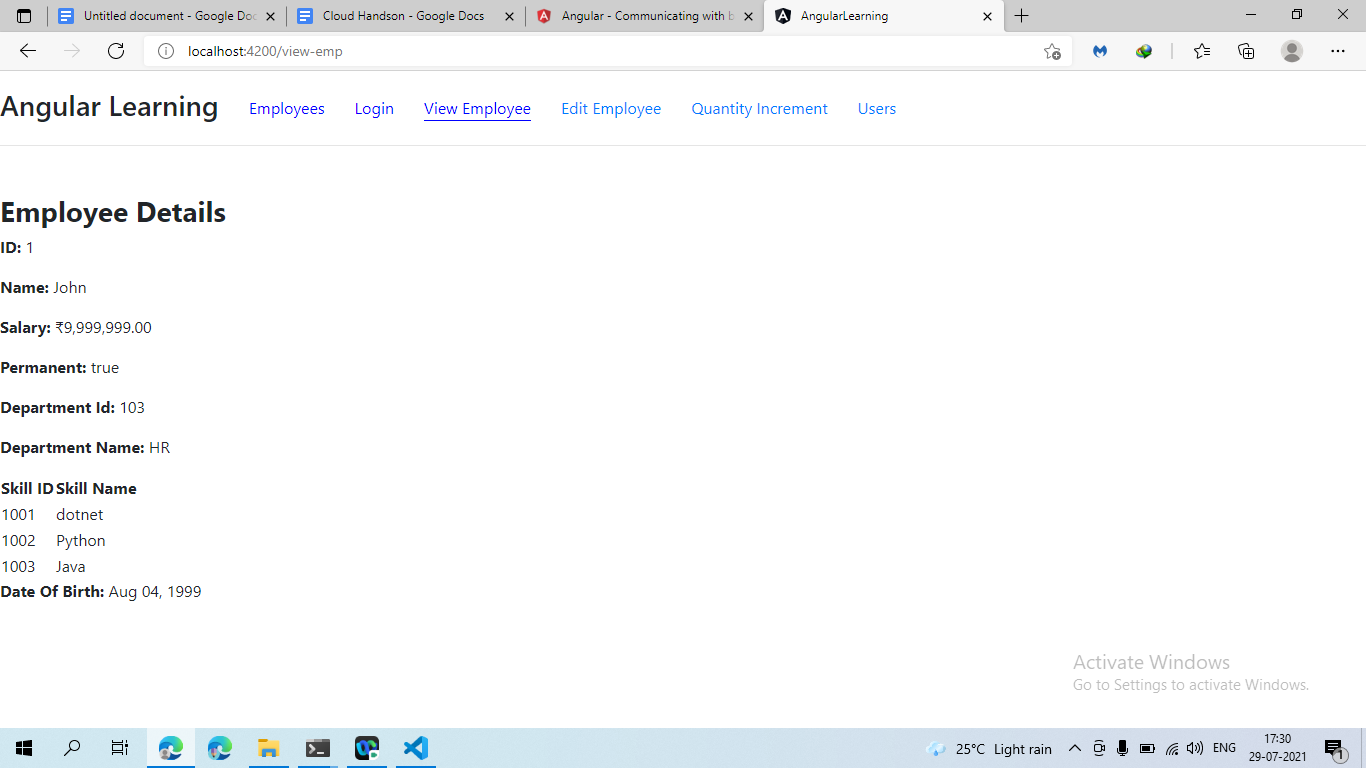 Untitled document - Google Doc
Cloud Handson - Google Docs
Angular - Communicating with b
AngularLearning
localhost:4200/view-emp
Angular Learning Employees Login View Employee Edit Employee Quantity Increment Users
Employee Details
ID: 1
Name: John
Salary: ₹9,999,999.00
Permanent: true
Department Id: 103
Department Name: HR
Skill ID Skill Name
1001 dotnet
1002 Python
1003 Java
Date Of Birth: Aug 04, 1999
Activate Windows
Go to Settings to activate Windows.
25°C Light rain
ENG
17:30
29-07-2021
1